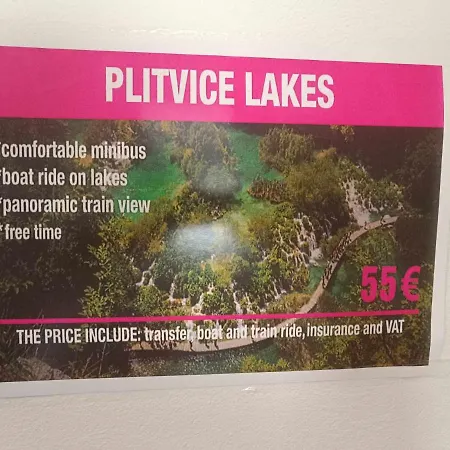 PLITVICE LAKES
*comfortable minibus
*boat ride on lakes
*panoramic train view
*free time
55€
THE PRICE INCLUDE: transfer, boat and train ride, insurance and VAT